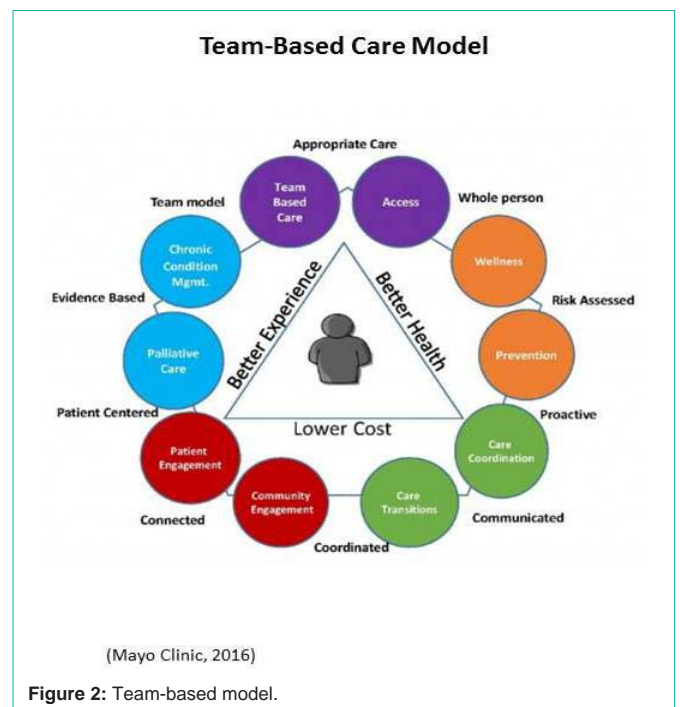 Team-Based Care Model
Appropriate Care
Team
Based
Care
Access
Team model
Whole person
Chronic
Condition
Mgmt.
Wellness
Evidence Based
Risk Assessed
Better Experience
Better Health
Palliative
Care
Prevention
Patient Centered
Proactive
Lower Cost
Patient
Engagement
Care
Coordination
Community
Engagement
Care
Transitions
Connected
Communicated
Coordinated
(Mayo Clinic, 2016)
Figure 2: Team-based model.